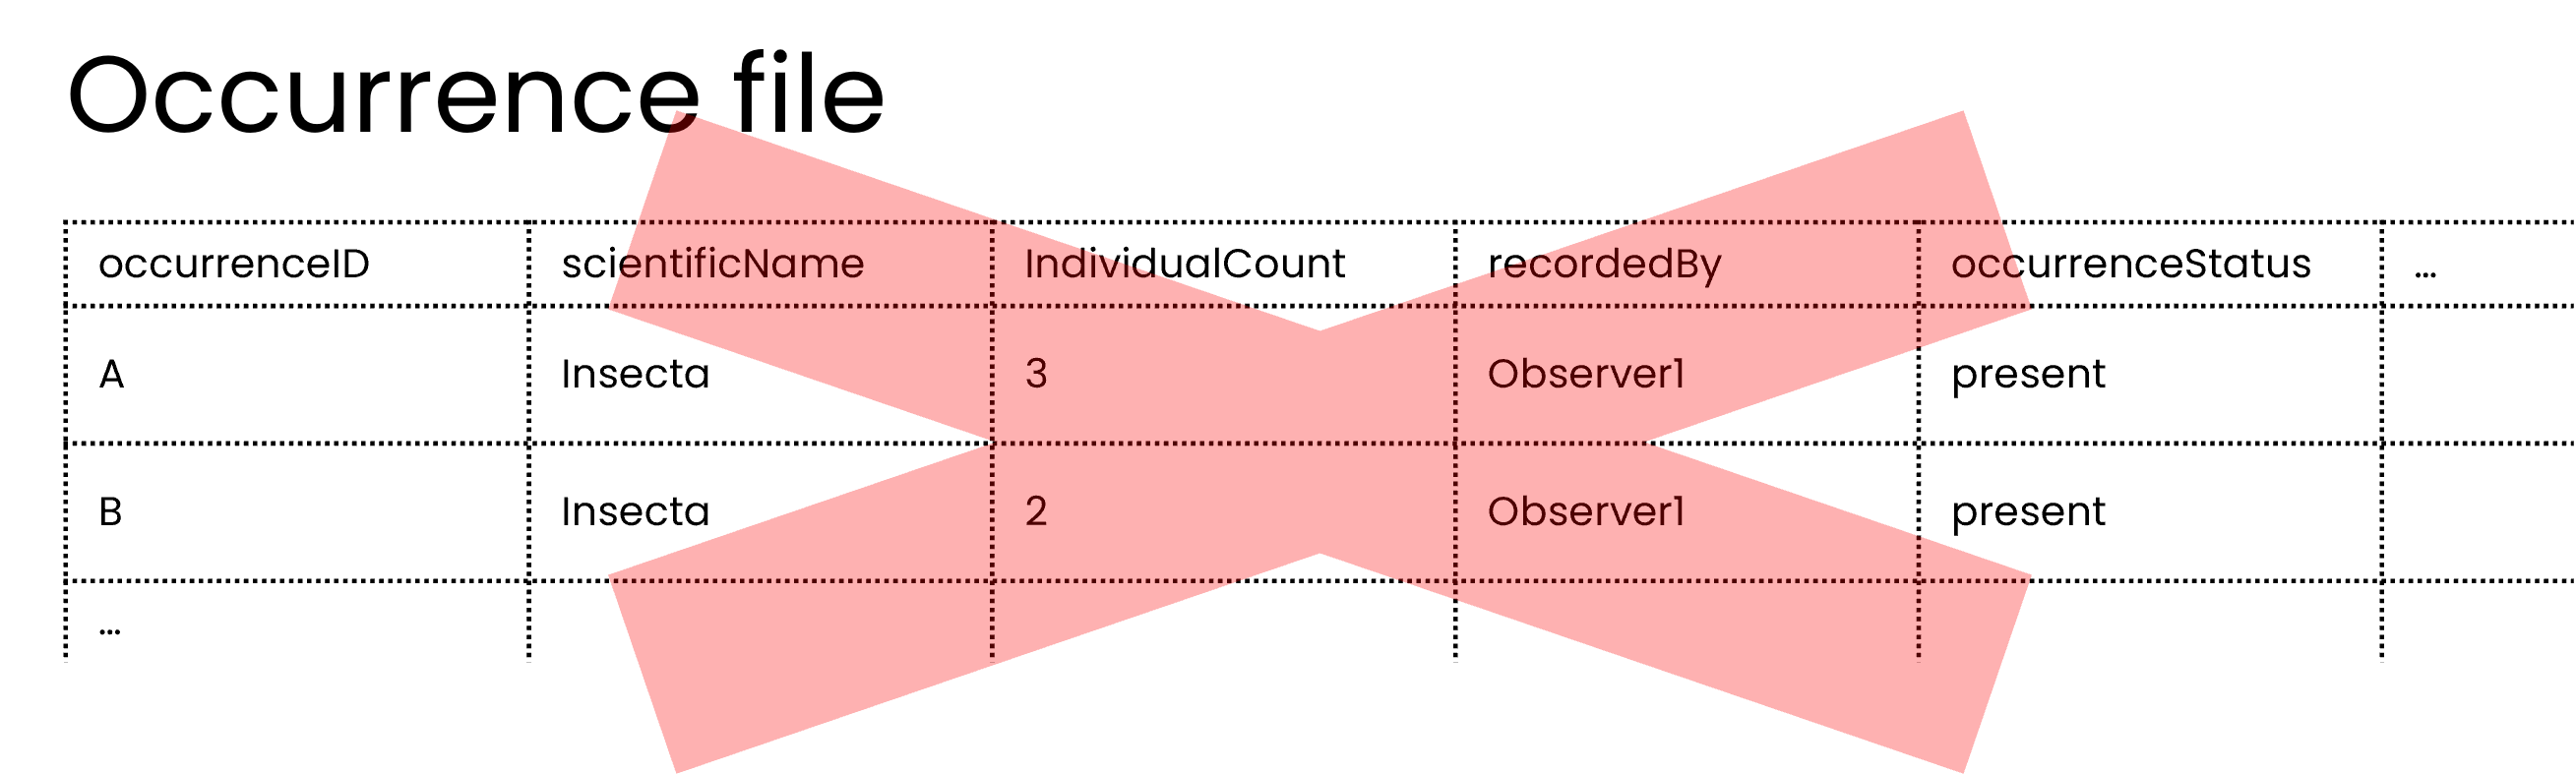 Occurrence file
occurrenceID scientificName IndividualCount recordedBy occurrenceStatus ...
A Insecta 3 Observer1 present
B Insecta 2 Observer1 present
...